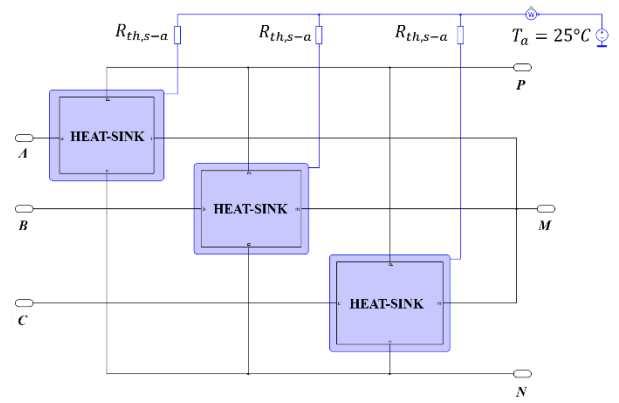 R_{th,s-a} R_{th,s-a} R_{th,s-a} T_a = 25°C
W
P
HEAT-SINK
A
HEAT-SINK
B M
HEAT-SINK
C
N